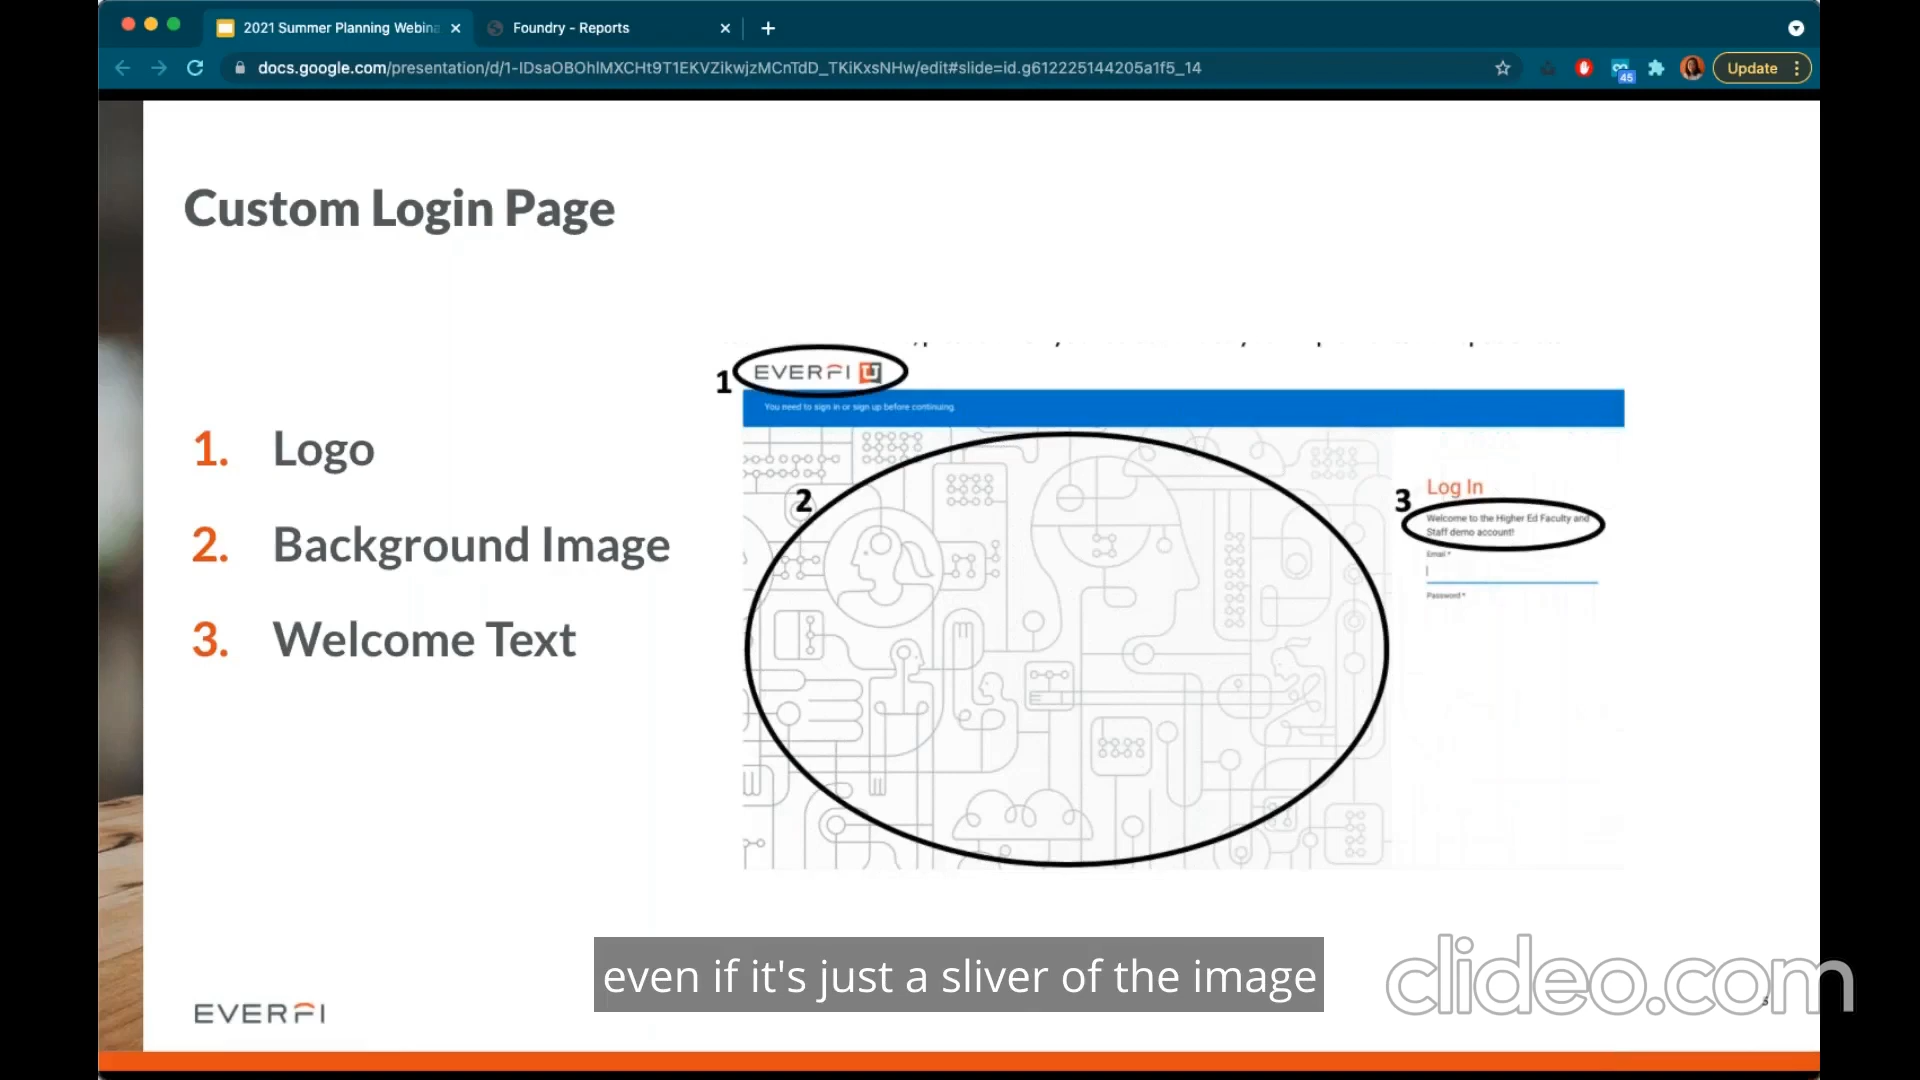 2021 Summer Planning Webina
Foundry - Reports
docs.google.com/presentation/d/1-IDsaOBOhlMXCHt9T1EKVZikwjzMCnTdD_TKiKxsNHw/edit#slide=id.g612225144205a1f5_14
45
Update
Custom Login Page
1. Logo
2. Background Image
3. Welcome Text
1
EVERFI U
You need to sign in or sign up before continuing.
2
3
Log In
Welcome to the Higher Ed Faculty and
Staff demo account!
Email *
Password *
even if it's just a sliver of the image
clideo.com
EVERFI